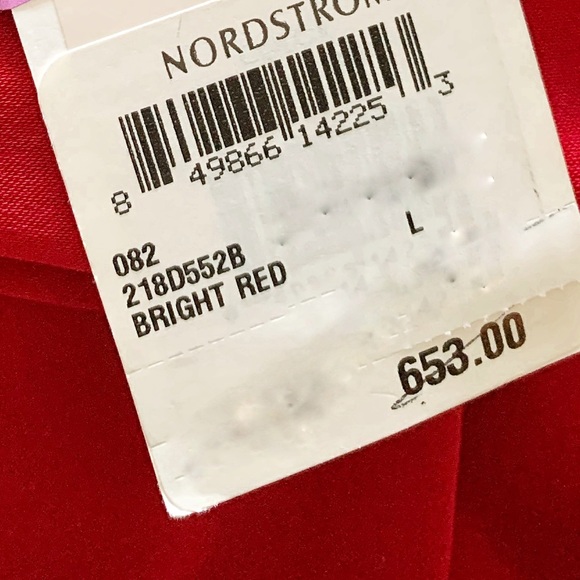 NORDSTROM
8 49866 14225 3
082
218D552B L
BRIGHT RED
653.00